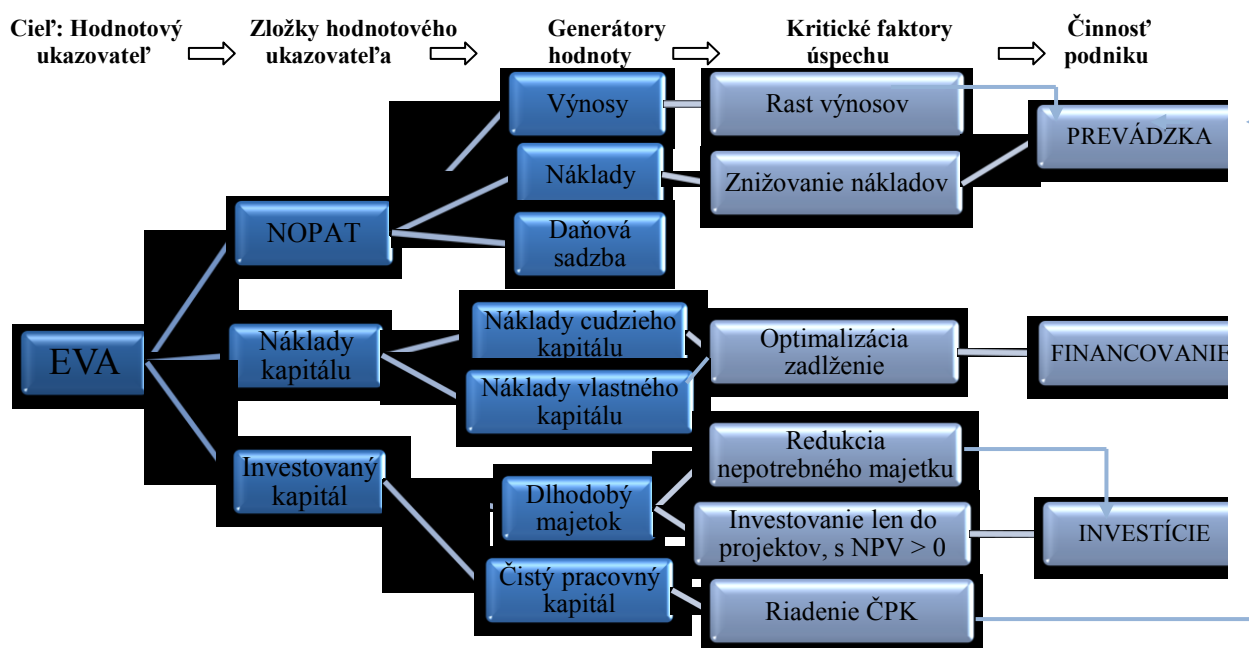 Cieľ: Hodnotový
ukazovateľ
Zložky hodnotového
ukazovateľa
Generátory
hodnoty
Kritické faktory
úspechu
Činnosť
podniku
Výnosy
Rast výnosov
PREVÁDZKA
Náklady
Znižovanie nákladov
NOPAT
Daňová
sadzba
EVA
Náklady
kapitálu
Náklady cudzieho
kapitálu
Optimalizácia
zadlženie
FINANCOVANIE
Náklady vlastného
kapitálu
Investovaný
kapitál
Dlhodobý
majetok
Redukcia
nepotrebného majetku
Investovanie len do
projektov, s NPV > 0
INVESTÍCIE
Čistý pracovný
kapitál
Riadenie ČPK